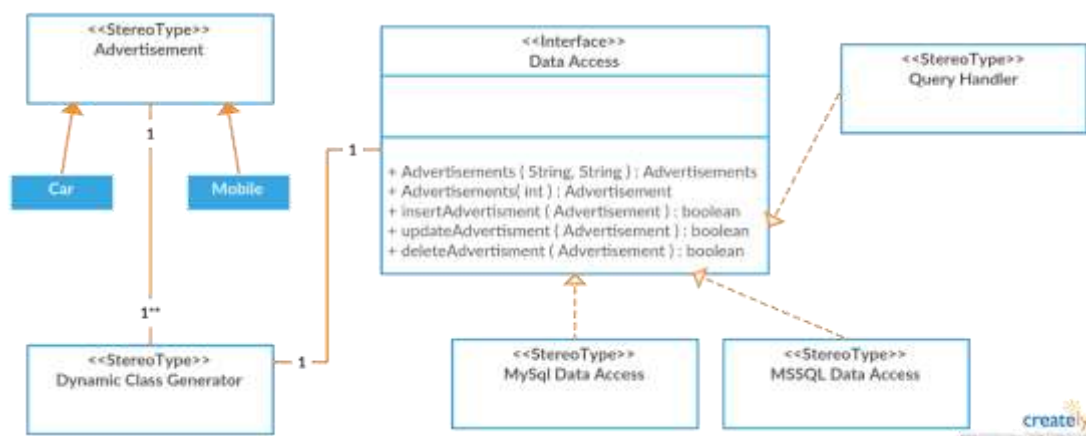 <<StereoType>>
Advertisement
1
Car
Mobile
1**
<<StereoType>>
Dynamic Class Generator
1
1
<<Interface>>
Data Access
+ Advertisements ( String, String ) : Advertisements
+ Advertisements( int ) : Advertisement
+ insertAdvertisment ( Advertisement ) : boolean
+ updateAdvertisment ( Advertisement ) : boolean
+ deleteAdvertisment ( Advertisement ) : boolean
<<StereoType>>
Query Handler
<<StereoType>>
MySql Data Access
<<StereoType>>
MSSQL Data Access